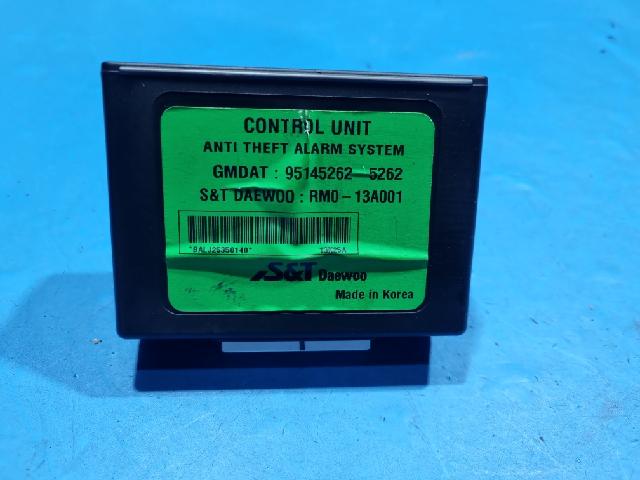 CONTROL UNIT
ANTI THEFT ALARM SYSTEM
GMDAT : 95145262 5262
S&T DAEWOO : RM0-13A001
S&T Daewoo
Made in Korea